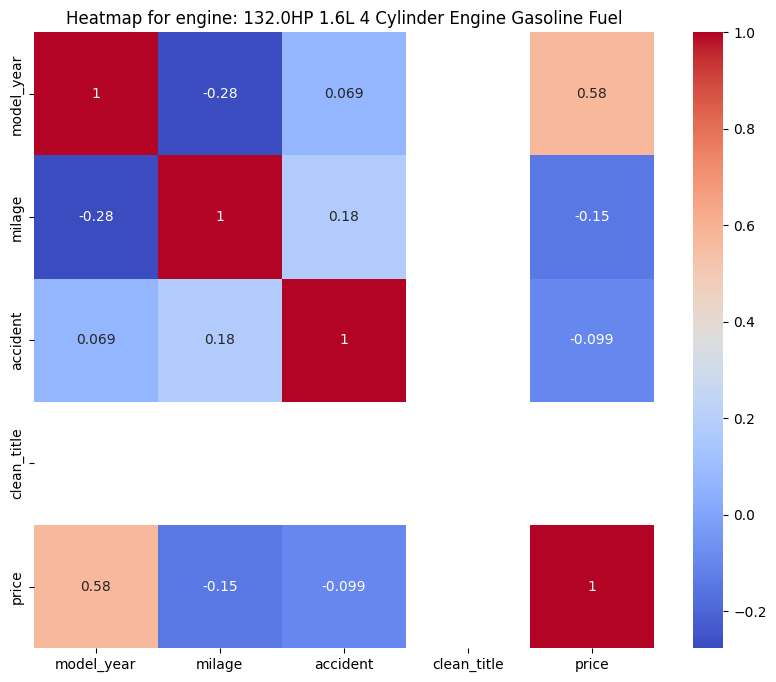 Heatmap for engine: 132.0HP 1.6L 4 Cylinder Engine Gasoline Fuel
model_year 1 -0.28 0.069 0.58
milage -0.28 1 0.18 -0.15
accident 0.069 0.18 1 -0.099
clean_title
price 0.58 -0.15 -0.099 1
model_year milage accident clean_title price
1.0
0.8
0.6
0.4
0.2
0.0
−0.2